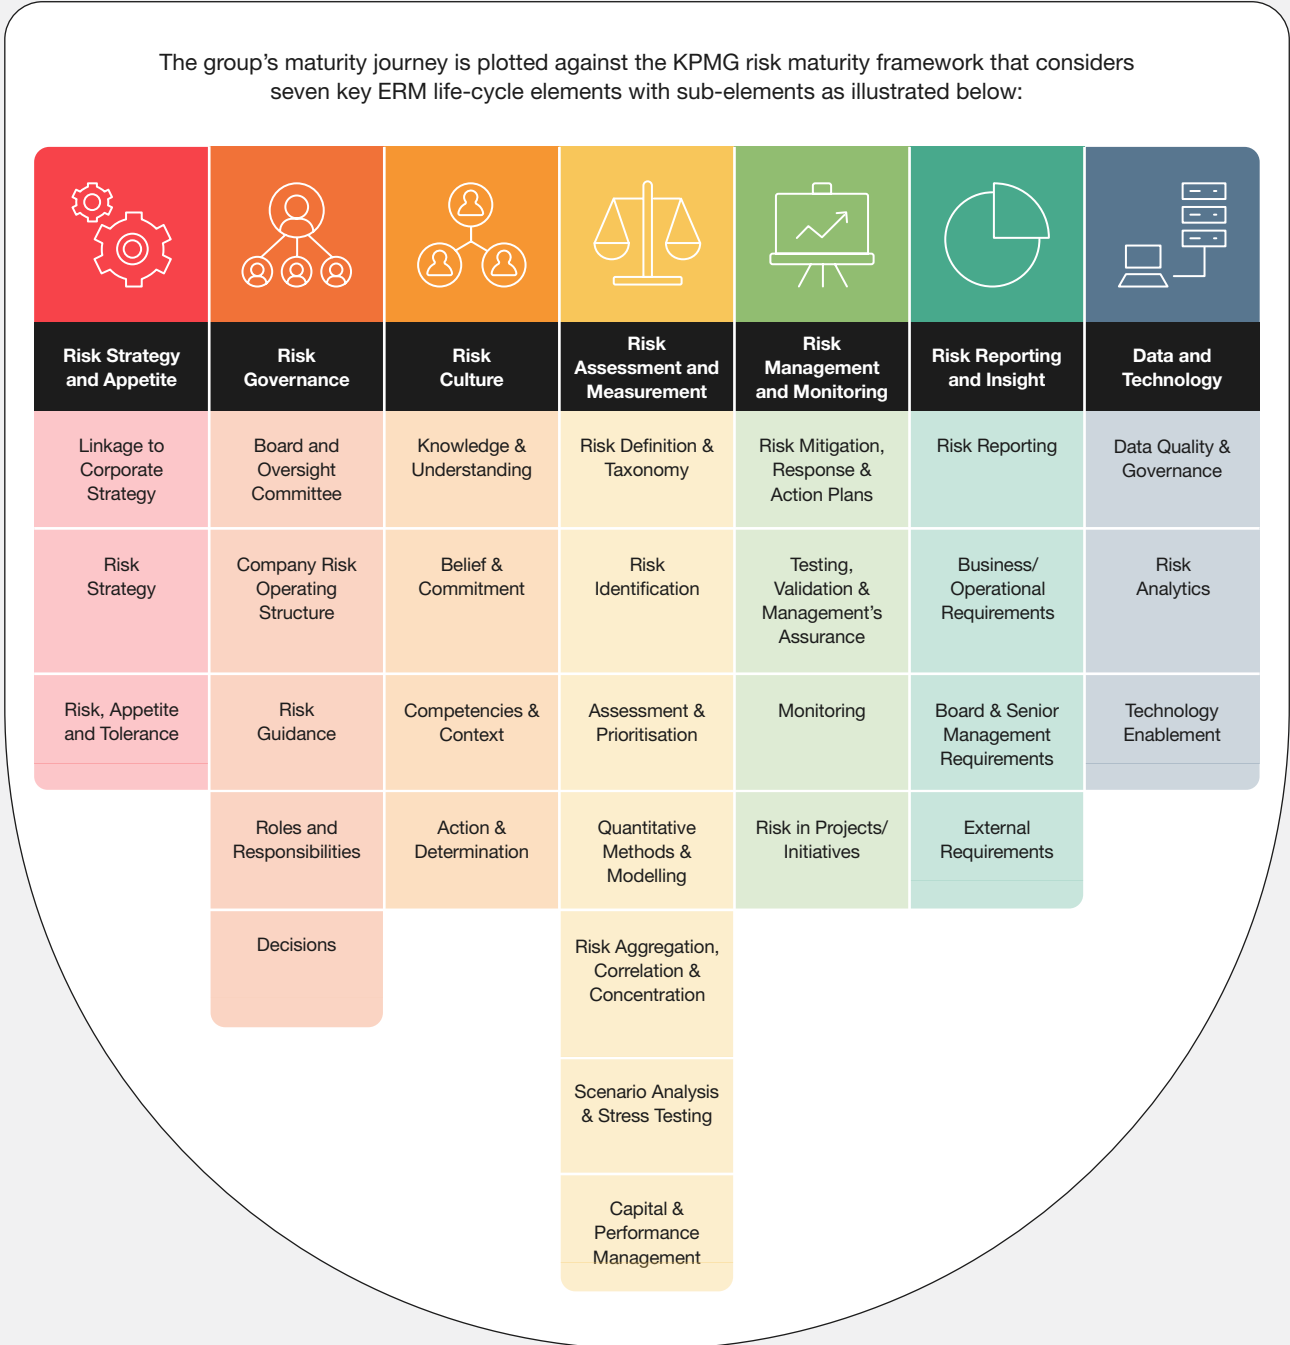 The group's maturity journey is plotted against the KPMG risk maturity framework that considers
seven key ERM life-cycle elements with sub-elements as illustrated below:
Risk Strategy
and Appetite
Risk
Governance
Risk
Culture
Risk
Assessment and
Measurement
Risk
Management
and Monitoring
Risk Reporting
and Insight
Data and
Technology
Linkage to
Corporate
Strategy
Board and
Oversight
Committee
Knowledge &
Understanding
Risk Definition &
Taxonomy
Risk Mitigation,
Response &
Action Plans
Risk Reporting
Data Quality &
Governance
Risk
Strategy
Company Risk
Operating
Structure
Belief &
Commitment
Risk
Identification
Testing,
Validation &
Management's
Assurance
Business/
Operational
Requirements
Risk
Analytics
Risk, Appetite
and Tolerance
Risk
Guidance
Competencies &
Context
Assessment &
Prioritisation
Monitoring
Board & Senior
Management
Requirements
Technology
Enablement
Roles and
Responsibilities
Action &
Determination
Quantitative
Methods &
Modelling
Risk in Projects/
Initiatives
External
Requirements
Decisions
Risk Aggregation,
Correlation &
Concentration
Scenario Analysis
& Stress Testing
Capital &
Performance
Management